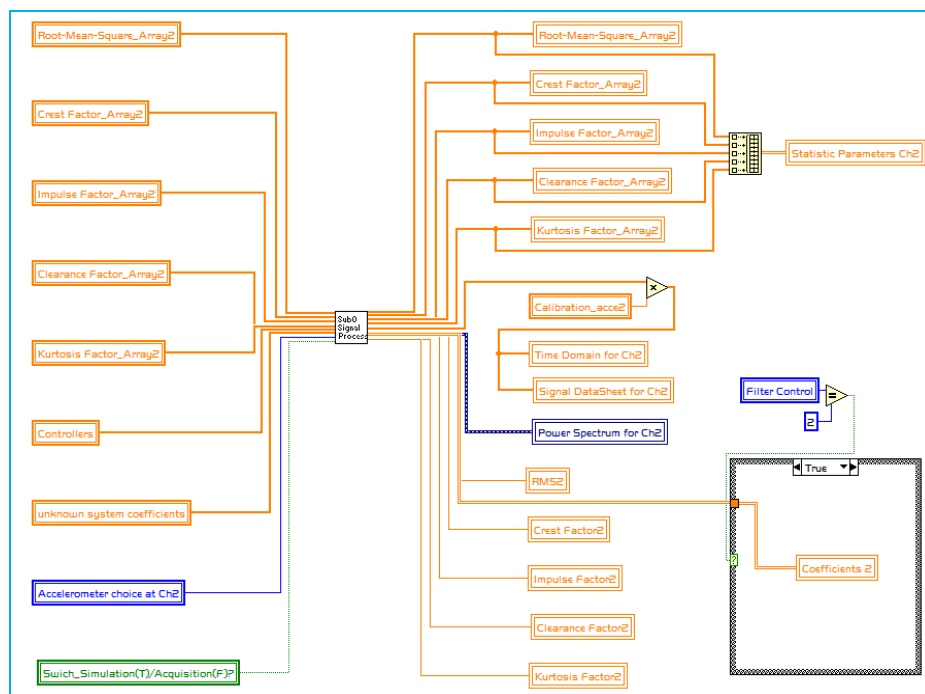 Root-Mean-Square_Array2
Root-Mean-Square_Array2
Crest Factor_Array2
Crest Factor_Array2
Impulse Factor_Array2
Statistic Parameters Ch2
Impulse Factor_Array2
Clearance Factor_Array2
Kurtosis Factor_Array2
Clearance Factor_Array2
Calibration_acce2
Sub0
Signal
Process
Kurtosis Factor_Array2
Time Domain for Ch2
Signal DataSheet for Ch2
Filter Control
=
2
Controllers
Power Spectrum for Ch2
True
RMS2
unknown system coefficients
Crest Factor2
?
Coefficients 2
Impulse Factor2
Accelerometer choice at Ch2
Clearance Factor2
Swich_Simulation(T)/Acquisition(F)?
Kurtosis Factor2